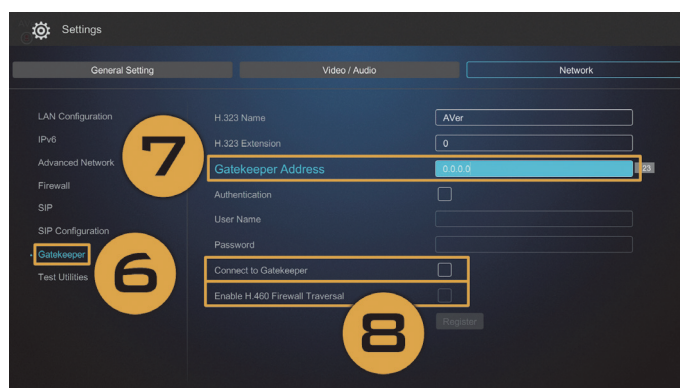 Settings
General Setting
Video / Audio
Network
LAN Configuration
IPv6
Advanced Network
Firewall
SIP
SIP Configuration
Gatekeeper
Test Utilities
6
7
H.323 Name
AVer
H.323 Extension
0
Gatekeeper Address
0.0.0.0
23
Authentication
User Name
Password
Connect to Gatekeeper
Enable H.460 Firewall Traversal
8
Register